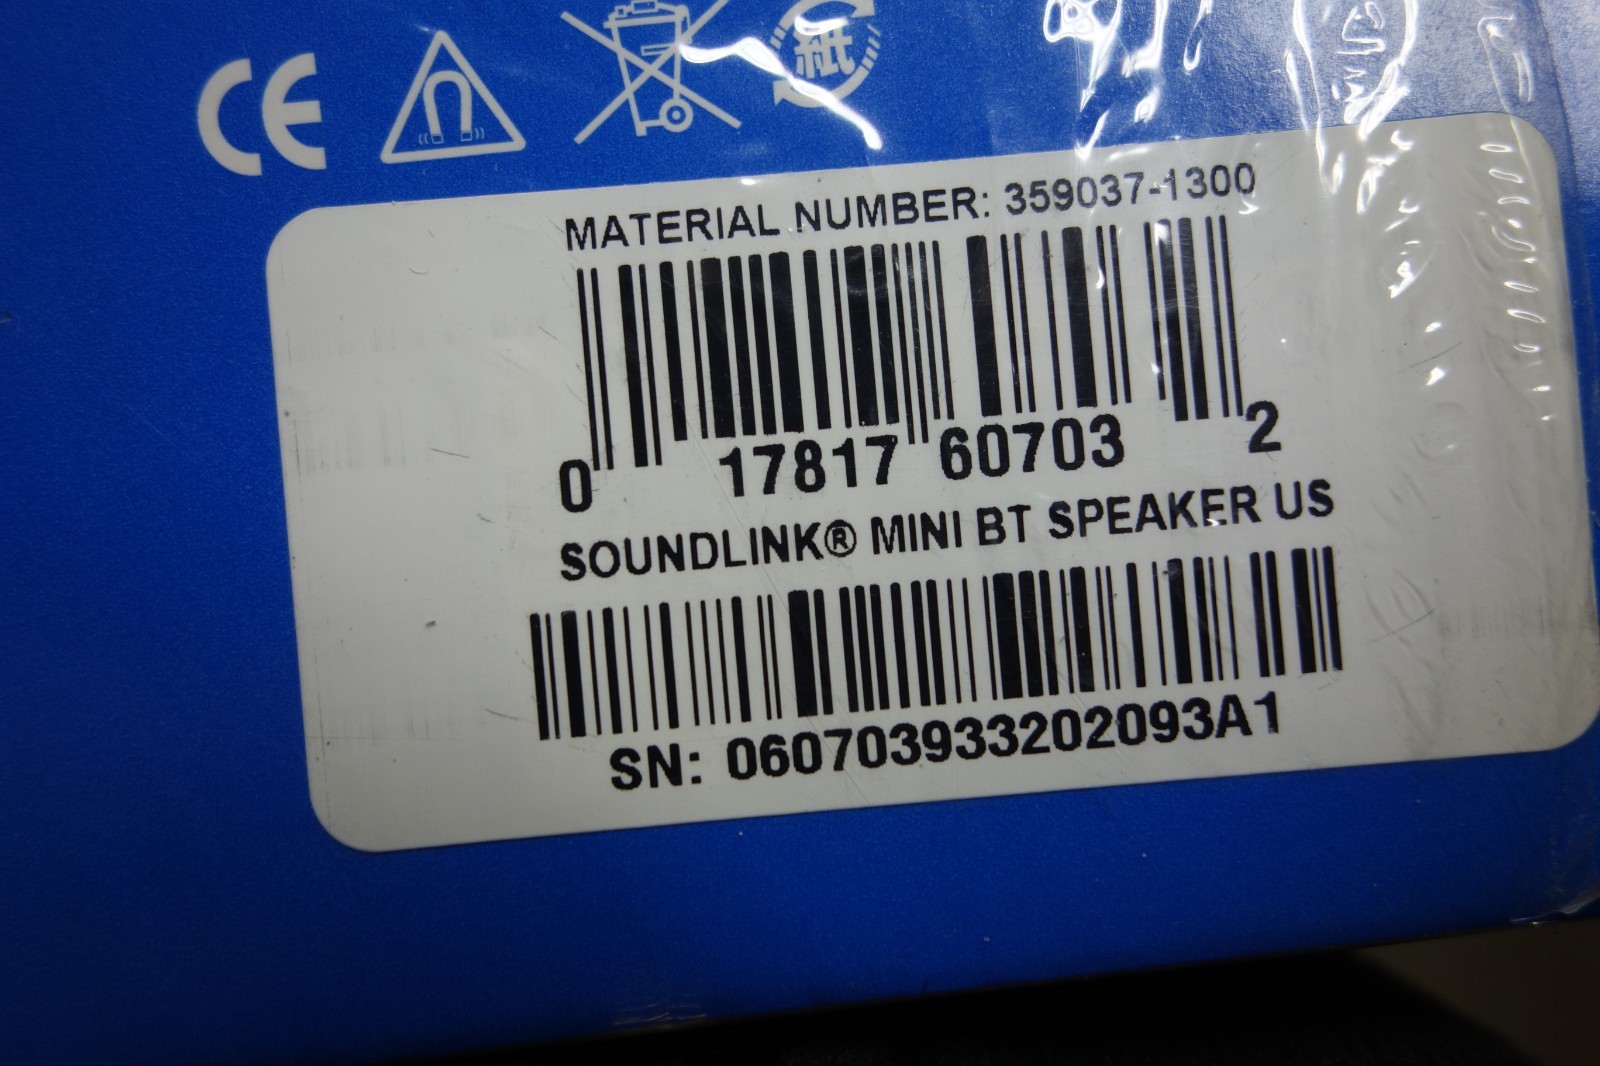 CE
紙
MATERIAL NUMBER: 359037-1300
0 17817 60703 2
SOUNDLINK® MINI BT SPEAKER US
SN: 060703933202093A1